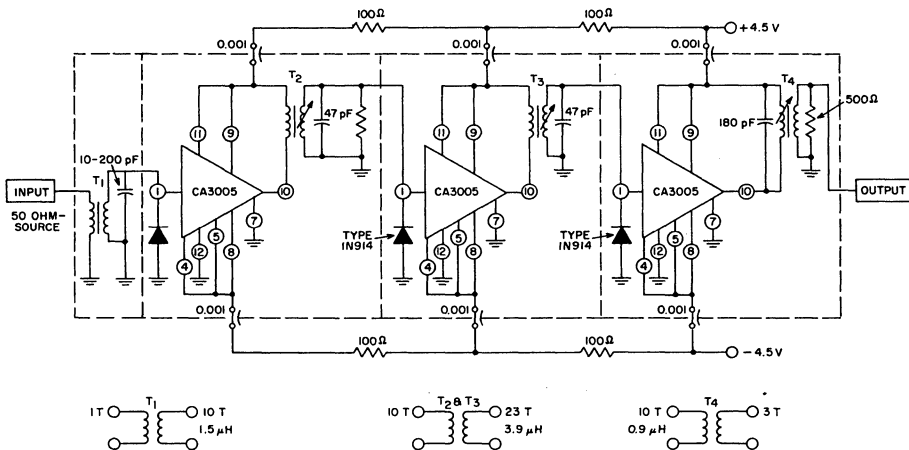 100Ω
100Ω
+4.5 V
0.001
0.001
0.001
T2
T3
T4
500Ω
47 pF
47 pF
180 pF
11
9
11
9
11
9
10-200 pF
T1
INPUT
50 OHM-
SOURCE
1
CA3005
10
1
CA3005
10
1
CA3005
10
OUTPUT
7
7
7
5
5
5
TYPE
IN914
TYPE
IN914
4
12
8
4
12
8
4
12
8
0.001
0.001
0.001
100Ω
100Ω
-4.5 V
T1
1T
10 T
1.5 µH
T2 & T3
10 T
23 T
3.9 µH
T4
10 T
0.9 µH
3 T